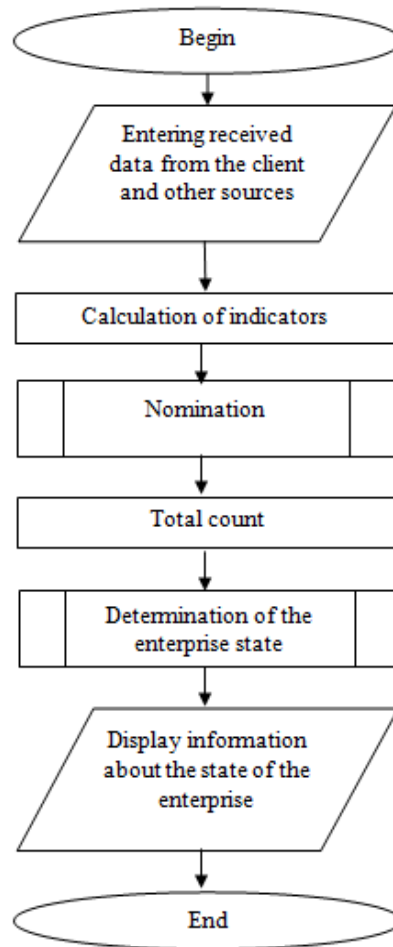 Begin
Entering received
data from the client
and other sources
Calculation of indicators
Nomination
Total count
Determination of the
enterprise state
Display information
about the state of the
enterprise
End